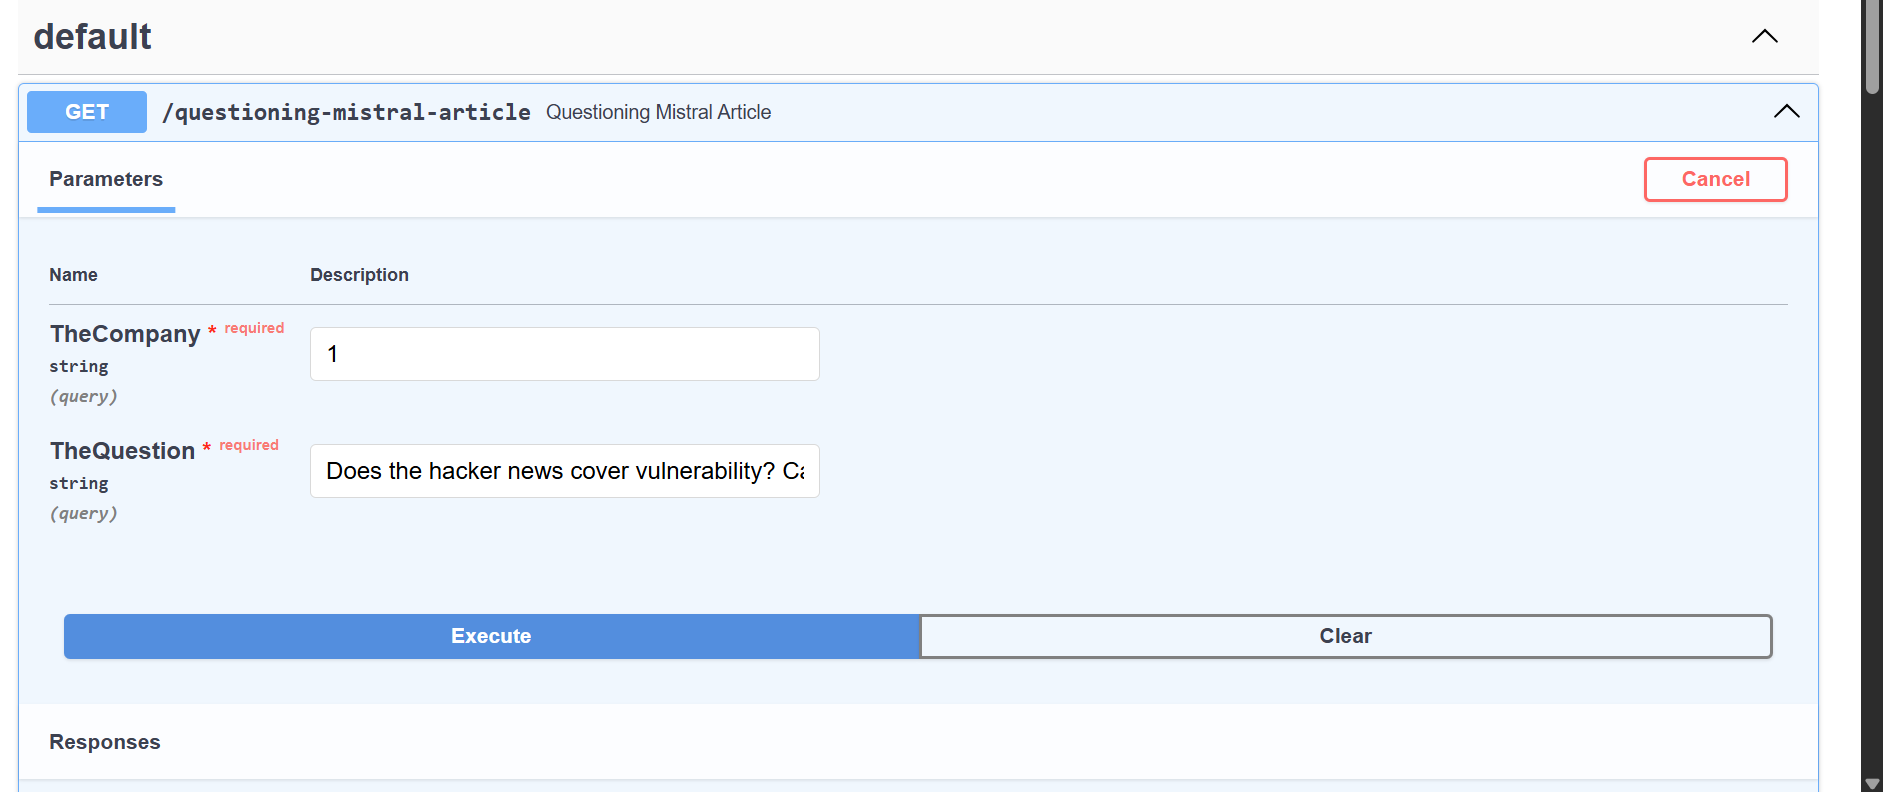 default
GET /questioning-mistral-article Questioning Mistral Article
Parameters
Cancel
Name Description
TheCompany * required
string
(query)
1
TheQuestion * required
string
(query)
Does the hacker news cover vulnerability? Ca
Execute Clear
Responses